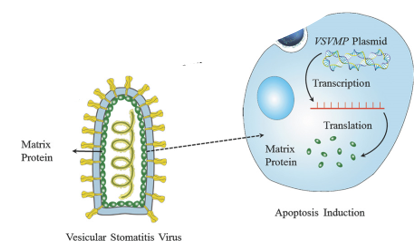 VSVMP Plasmid
Transcription
Translation
Matrix
Protein
Matrix
Protein
Apoptosis Induction
Vesicular Stomatitis Virus